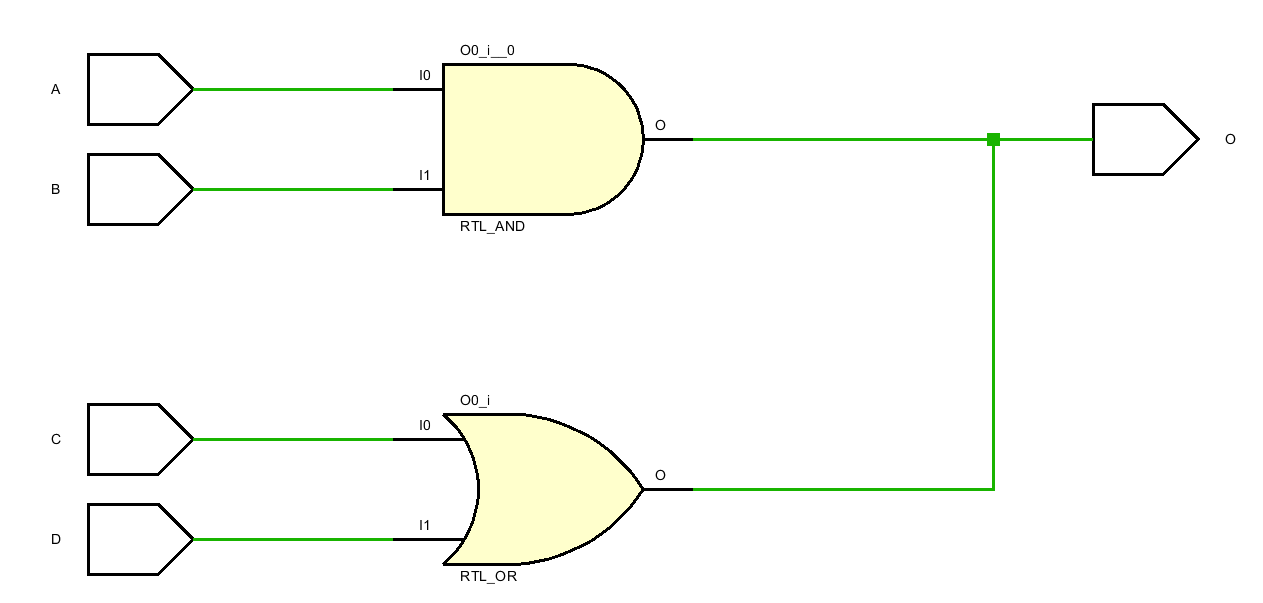 O0_i__0
A
I0
O
O
B
I1
RTL_AND
O0_i
C
I0
O
D
I1
RTL_OR